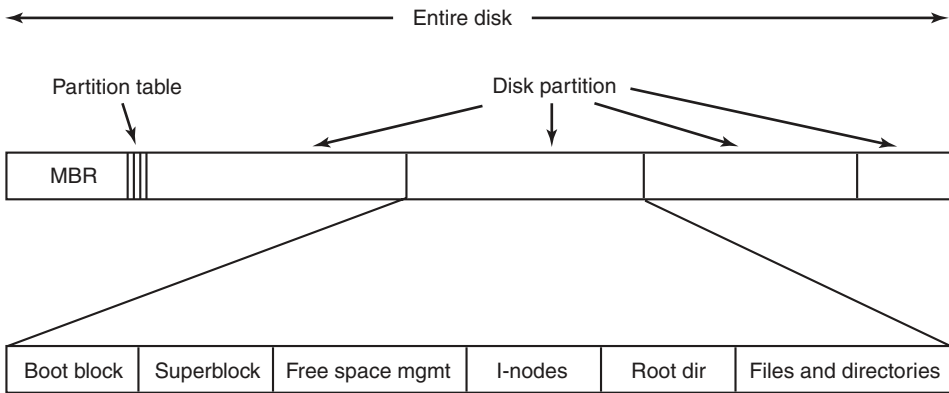 Entire disk
Partition table
Disk partition
MBR
Boot block
Superblock
Free space mgmt
I-nodes
Root dir
Files and directories